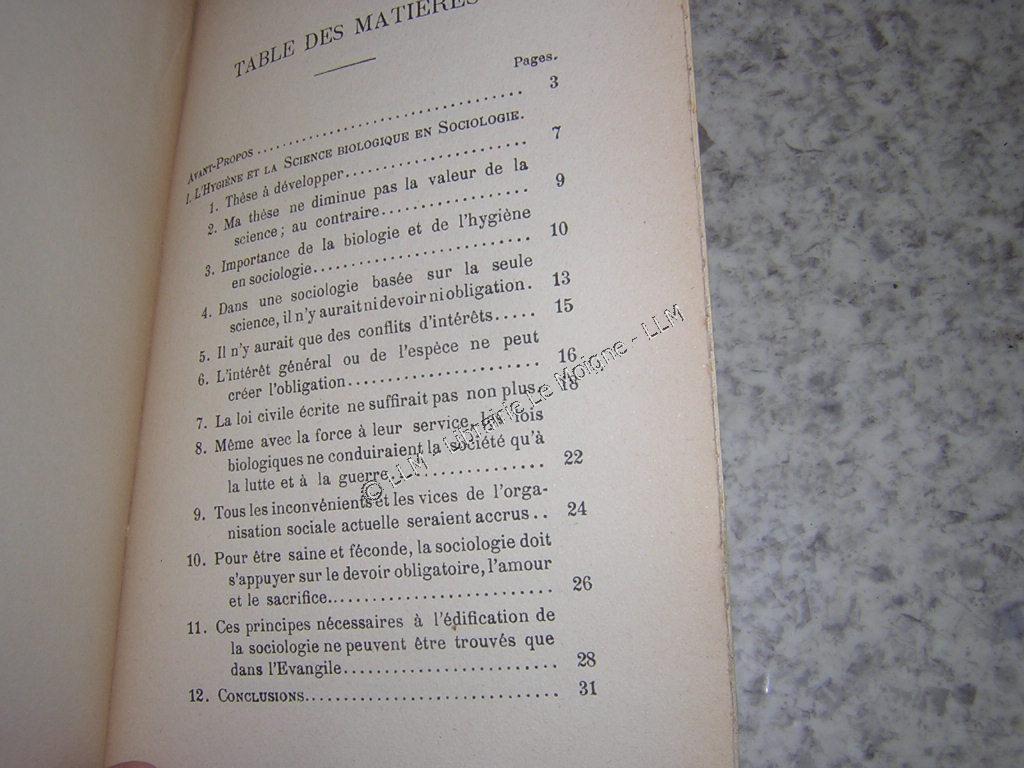 TABLE DES MATIÈRES
Pages.
AVANT-PROPOS ........................................ 3
I. L'HYGIÈNE ET LA SCIENCE BIOLOGIQUE EN SOCIOLOGIE.
1. Thèse à développer........................... 7
2. Ma thèse ne diminue pas la valeur de la
science ; au contraire..................... 9
3. Importance de la biologie et de l'hygiène
en sociologie.............................. 10
4. Dans une sociologie basée sur la seule
science, il n'y aurait ni devoir ni obligation. 13
5. Il n'y aurait que des conflits d'intérêts..... 15
6. L'intérêt général ou de l'espèce ne peut
créer l'obligation........................ 16
7. La loi civile écrite ne suffirait pas non plus. 18
8. Même avec la force à leur service, les lois
biologiques ne conduiraient la société qu'à
la lutte et à la guerre.................. 22
9. Tous les inconvénients et les vices de l'orga-
nisation sociale actuelle seraient accrus.. 24
10. Pour être saine et féconde, la sociologie doit
s'appuyer sur le devoir obligatoire, l'amour
et le sacrifice.......................... 26
11. Ces principes nécessaires à l'édification de
la sociologie ne peuvent être trouvés que
dans l'Evangile......................... 28
12. CONCLUSIONS............................. 31
© LLM - Librairie Le Moigne - LLM